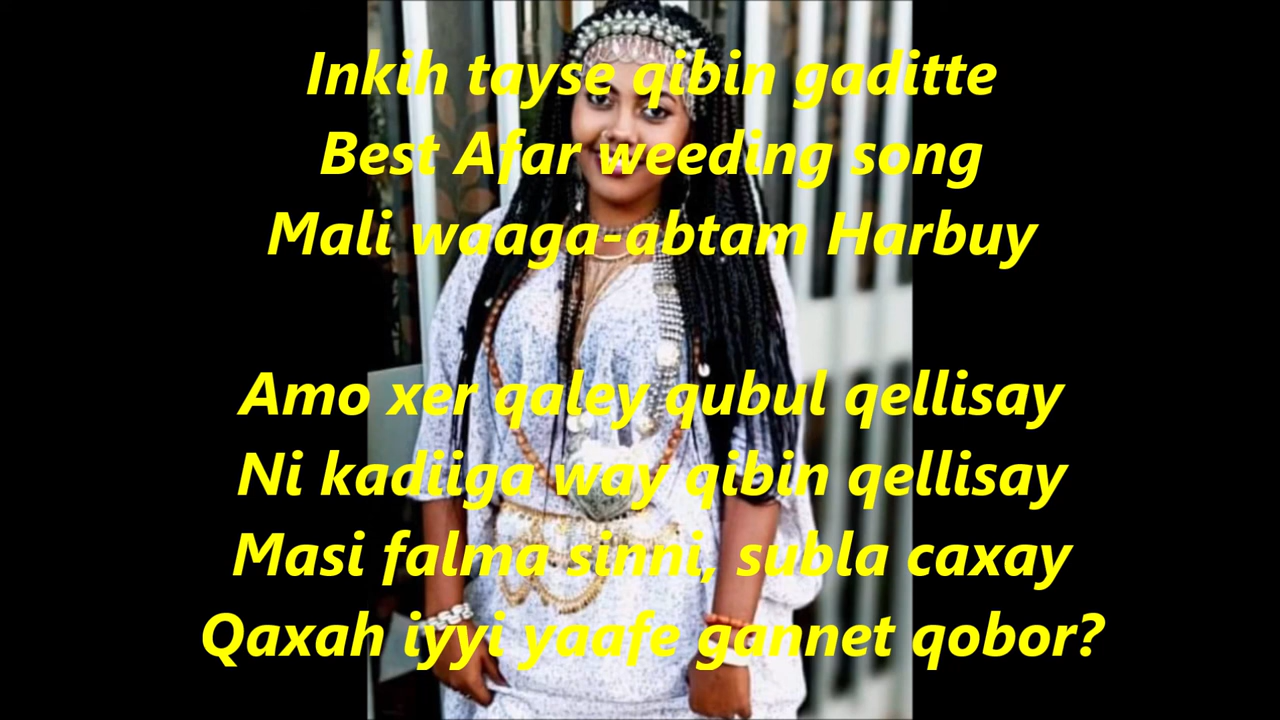 Inkih tayse qibin gaditte
Best Afar weeding song
Mali waaga-abtam Harbuy
Amo xer qaley qubul qellisay
Ni kadiiga way qibin qellisay
Masi falma sinni, subla caxay
Qaxah iyyi yaafe gannet qobor?